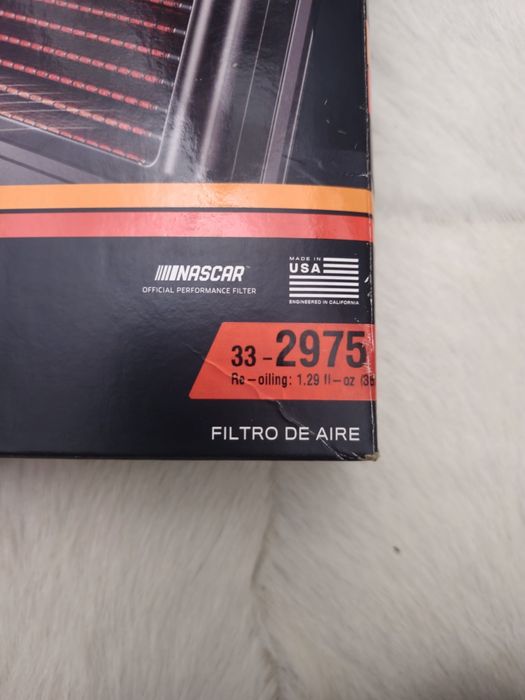 NASCAR
OFFICIAL PERFORMANCE FILTER
MADE IN
USA
ENGINEERED IN CALIFORNIA
33-2975
Re-oiling: 1.29 fl-oz
FILTRO DE AIRE